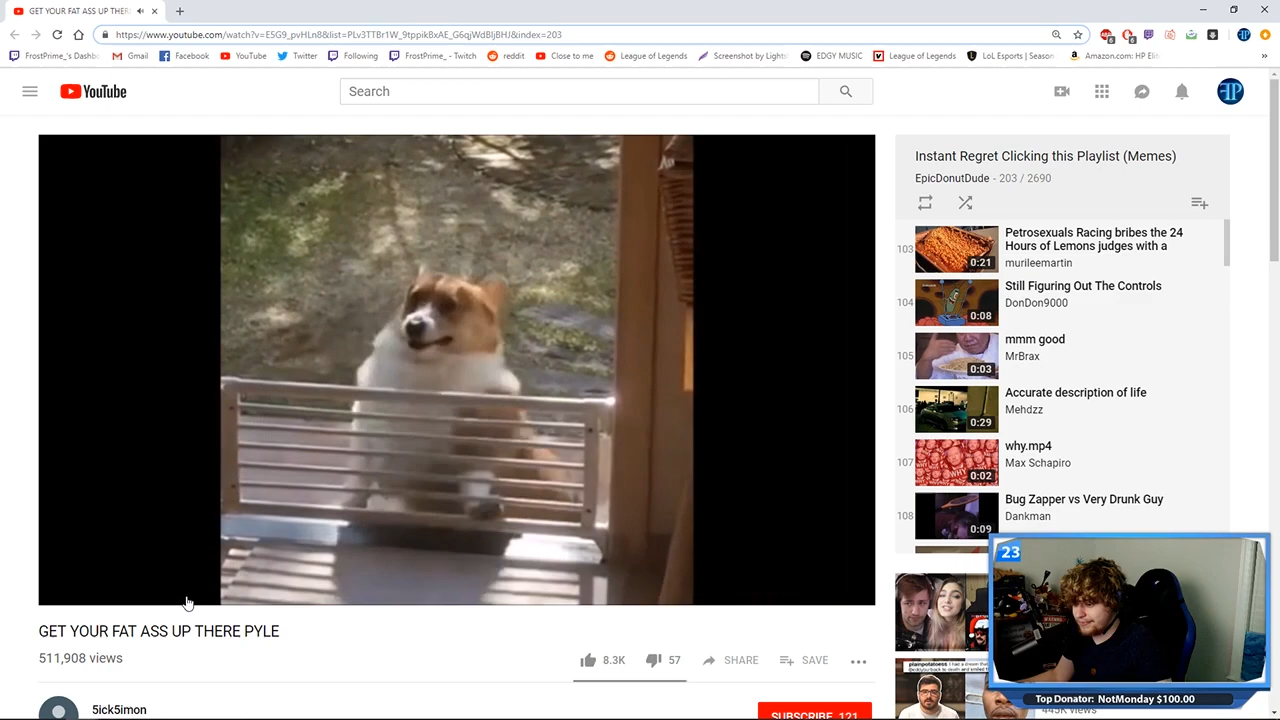 GET YOUR FAT ASS UP THER
https://www.youtube.com/watch?v=E5G9_pvHLn8&list=PLv3TTBr1W_9tppikBxAE_G6qjWdBJBHJ&index=203
FrostPrime_'s Dashbo
Gmail
Facebook
YouTube
Twitter
Following
FrostPrime_ - Twitch
reddit
Close to me
League of Legends
Screenshot by Lights
EDGY MUSIC
League of Legends
LoL Esports | Season
Amazon.com: HP Elit
YouTube
Search
Instant Regret Clicking this Playlist (Memes)
EpicDonutDude - 203 / 2690
103
Petrosexuals Racing bribes the 24
Hours of Lemons judges with a
murileemartin
0:21
104
Still Figuring Out The Controls
DonDon9000
0:08
105
mmm good
MrBrax
0:03
106
Accurate description of life
Mehdzz
0:29
107
why.mp4
Max Schapiro
0:02
108
Bug Zapper vs Very Drunk Guy
Dankman
0:09
23
GET YOUR FAT ASS UP THERE PYLE
511,908 views
8.3K
57
SHARE
SAVE
5ick5imon
SUBSCRIBE 121
Top Donator: NotMonday $100.00